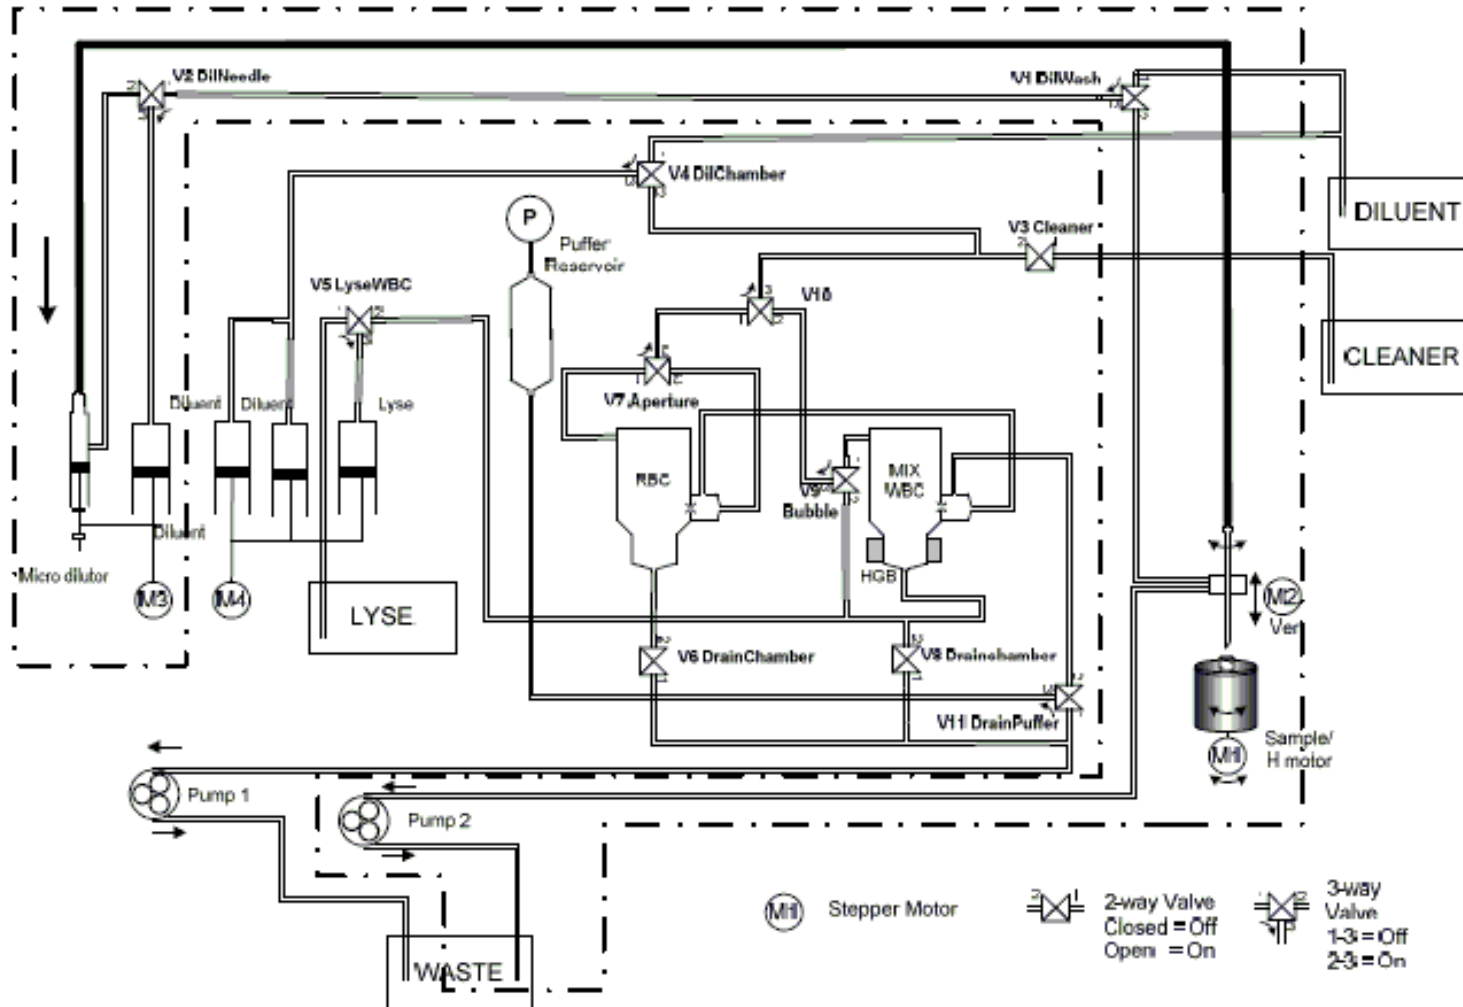 V2 DilNeedle
V1 DilWash
V4 DilChamber
DILUENT
P
Puffer
Reservoir
V3 Cleaner
V5 LyseWBC
V10
CLEANER
V7 Aperture
Diluent
Diluent
Lyse
RBC
MIX
WBC
V9
Bubble
Diluent
HGB
Micro dilutor
M3
M4
LYSE
M2
Ver
V6 DrainChamber
V8 Drainchamber
V11 DrainPuffer
Sample/
H motor
MH
Pump 1
Pump 2
WASTE
MH
Stepper Motor
2
1
2-way Valve
Closed = Off
Open = On
3-way
Valve
1-3 = Off
2-3 = On